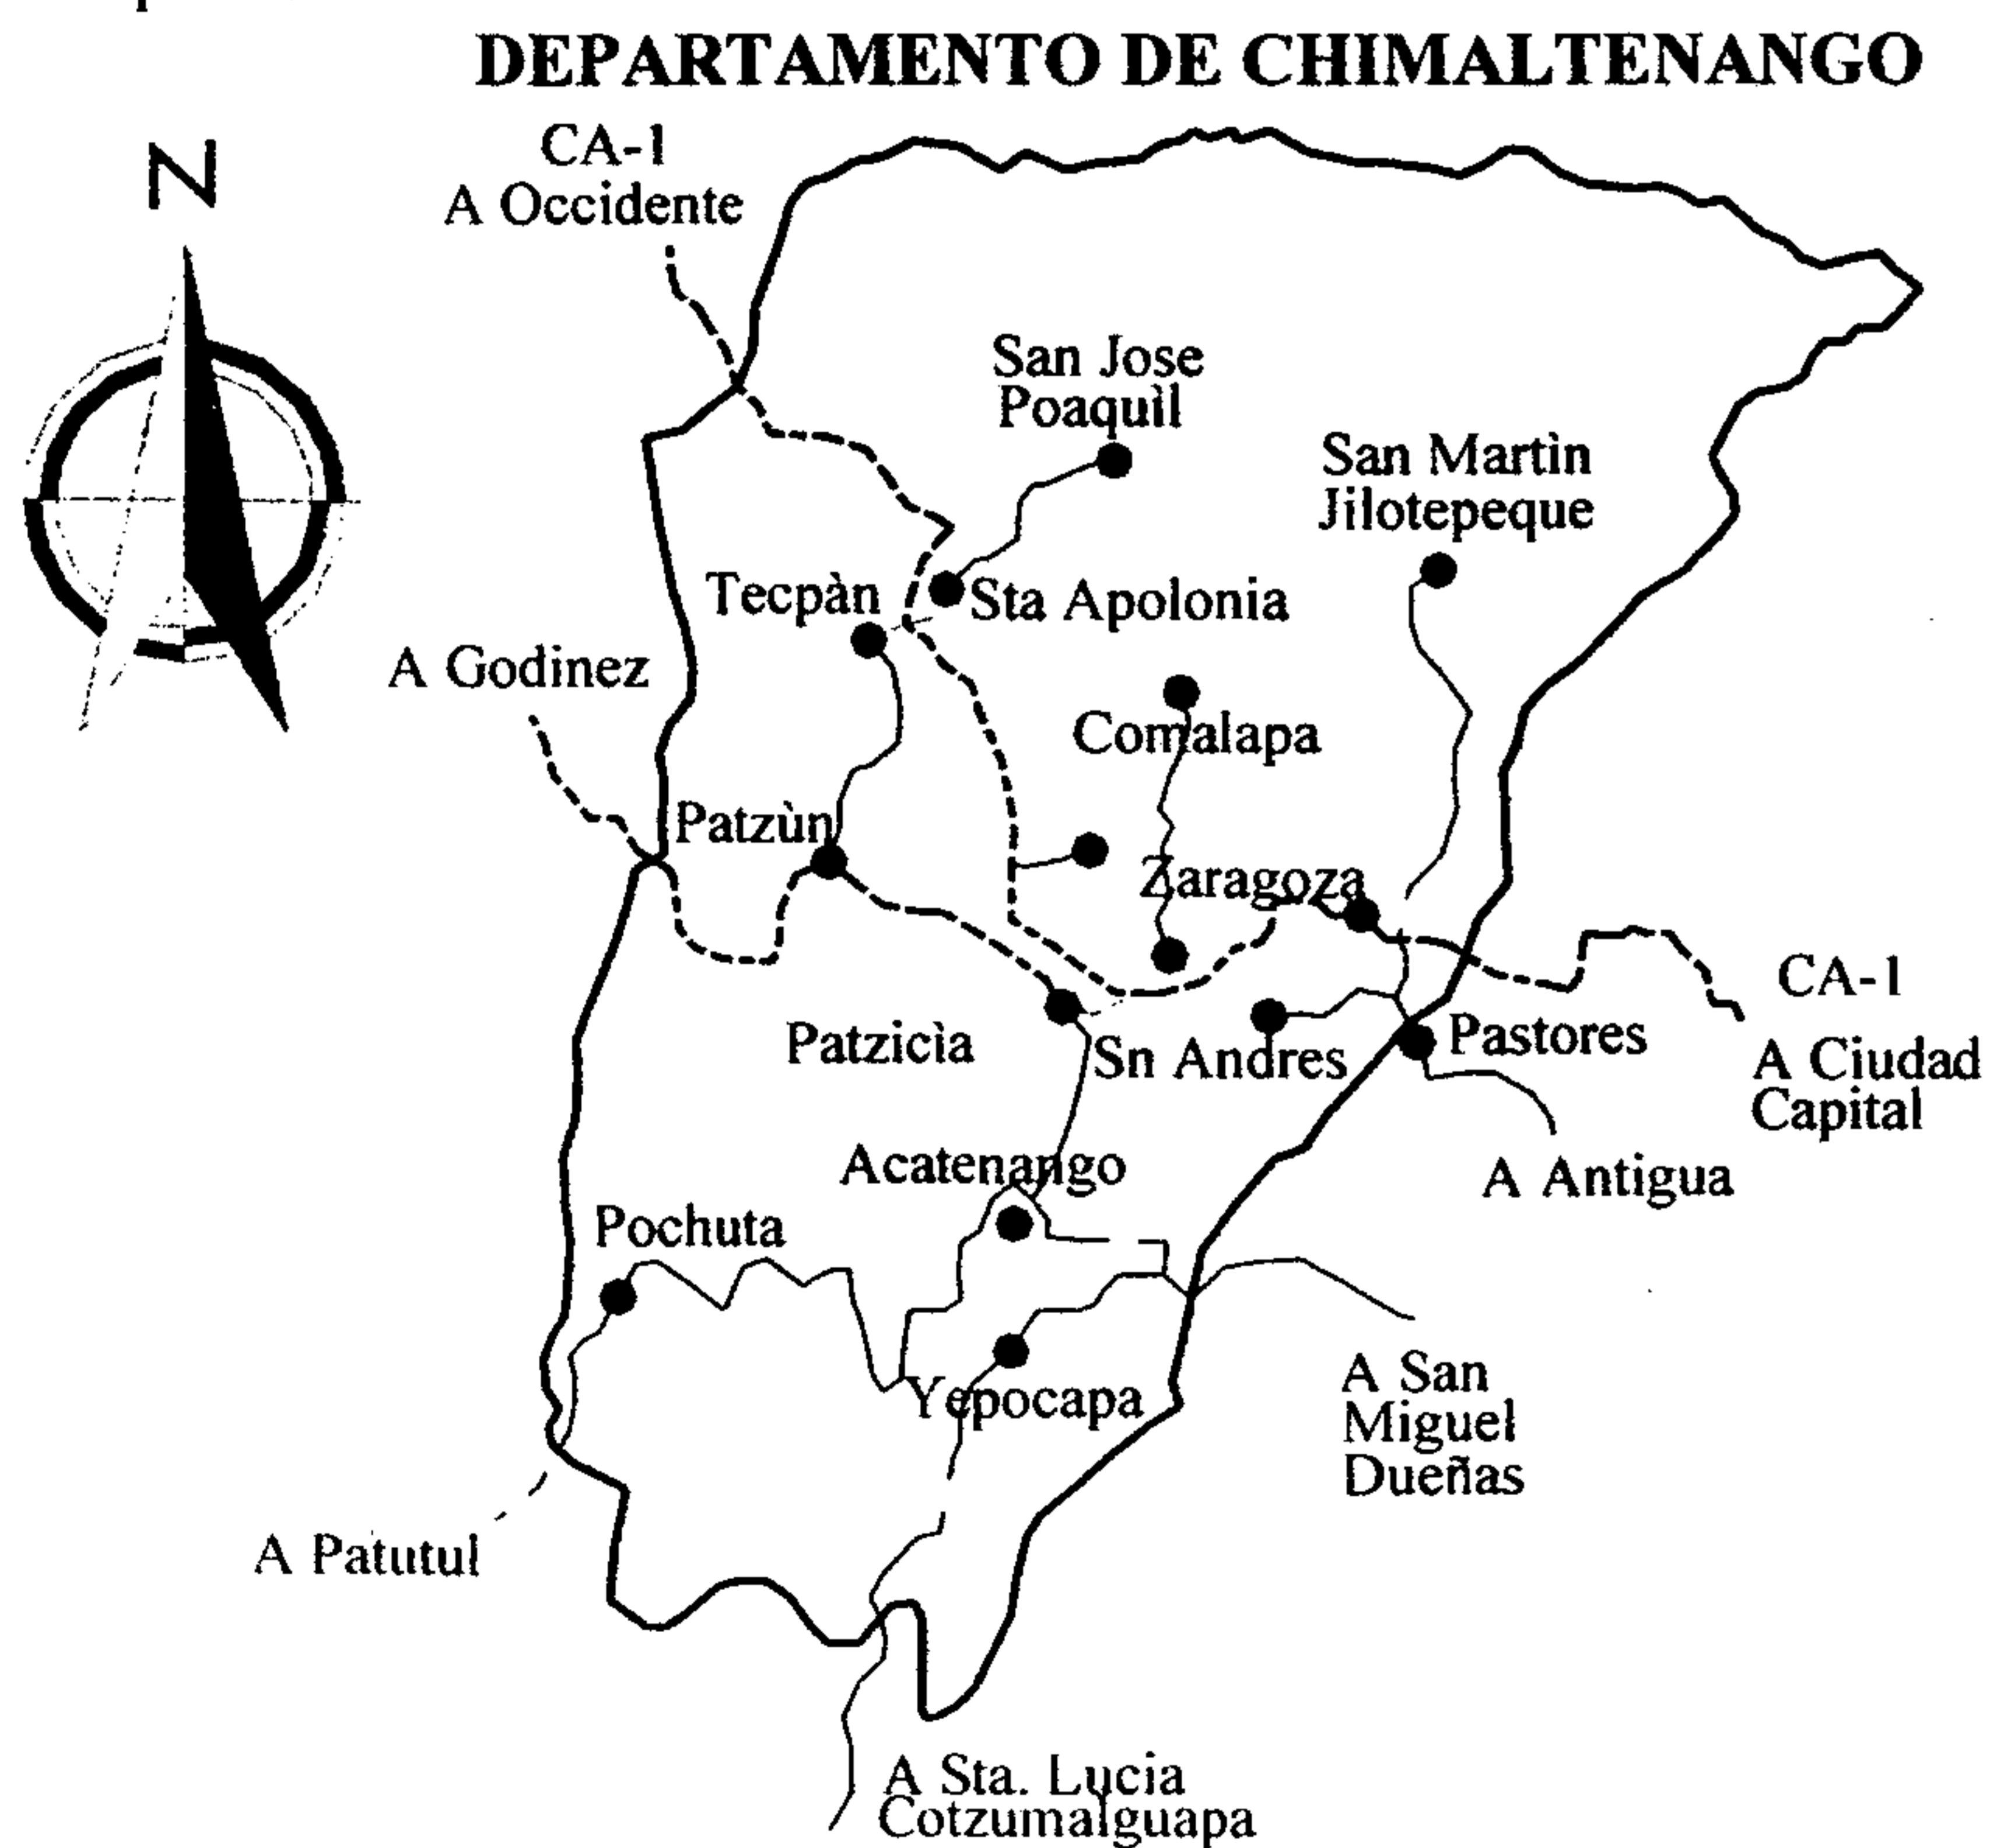 DEPARTAMENTO DE CHIMALTENANGO
CA-1
A Occidente
N
San Jose
Poaquìl
San Martìn
Jilotepeque
Tecpàn
Sta Apolonia
A Godinez
Comalapa
Patzùn
Zaragoza
CA-1
Patzicìa
Sn Andres
Pastores
A Ciudad
Capital
Acatenango
A Antigua
Pochuta
A San
Miguel
Dueñas
Yepocapa
A Patutul
A Sta. Lucia
Cotzumalguapa